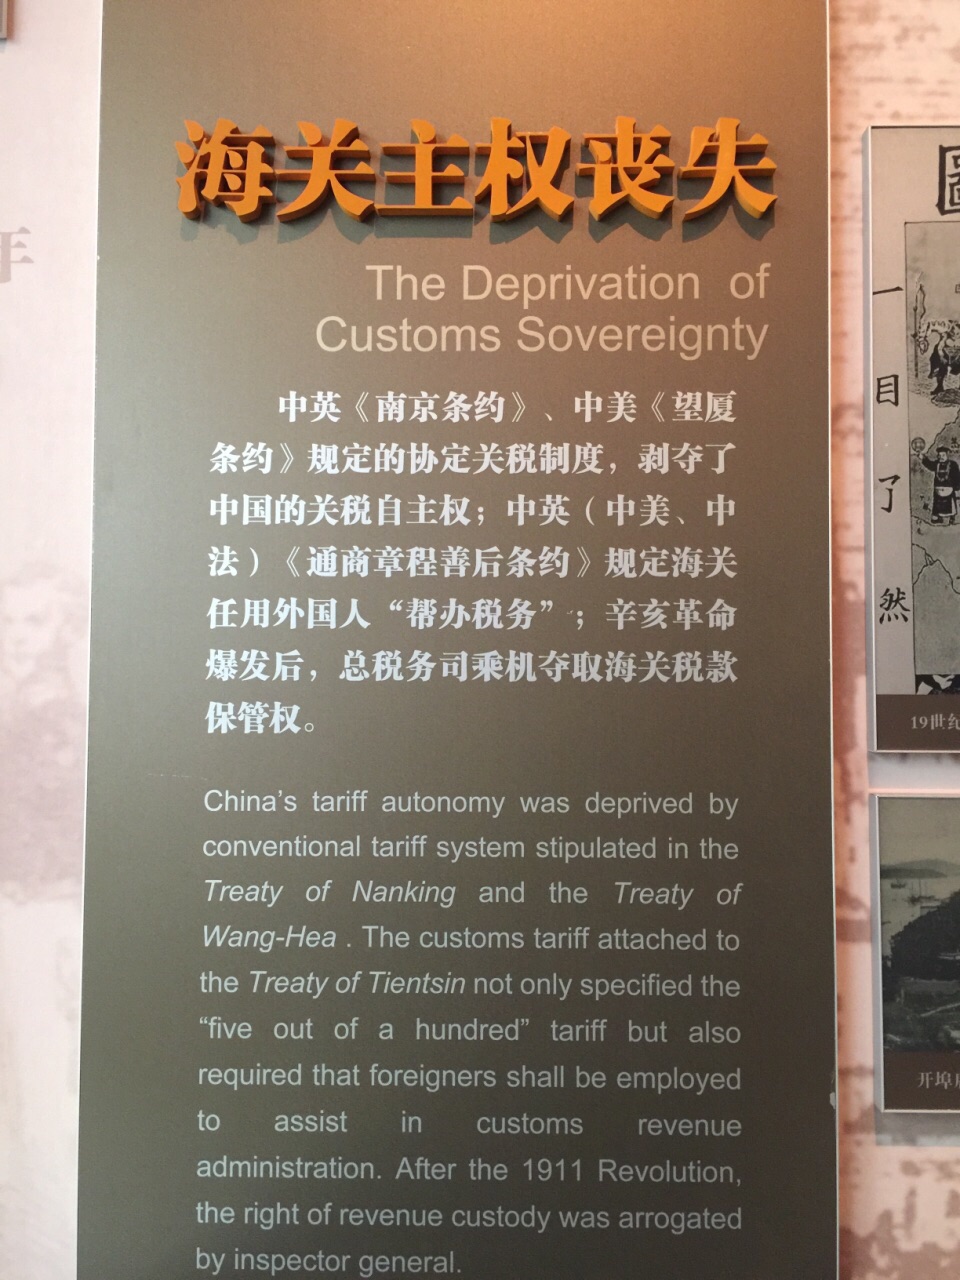 海关主权丧失
The Deprivation of
Customs Sovereignty
中英《南京条约》、中美《望厦
条约》规定的协定关税制度，剥夺了
中国的关税自主权；中英（中美、中
法）《通商章程善后条约》规定海关
任用外国人“帮办税务”；辛亥革命
爆发后，总税务司乘机夺取海关税款
保管权。
China's tariff autonomy was deprived by
conventional tariff system stipulated in the
Treaty of Nanking and the Treaty of
Wang-Hea . The customs tariff attached to
the Treaty of Tientsin not only specified the
“five out of a hundred” tariff but also
required that foreigners shall be employed
to assist in customs revenue
administration. After the 1911 Revolution,
the right of revenue custody was arrogated
by inspector general.
一目了然
19世纪
开埠